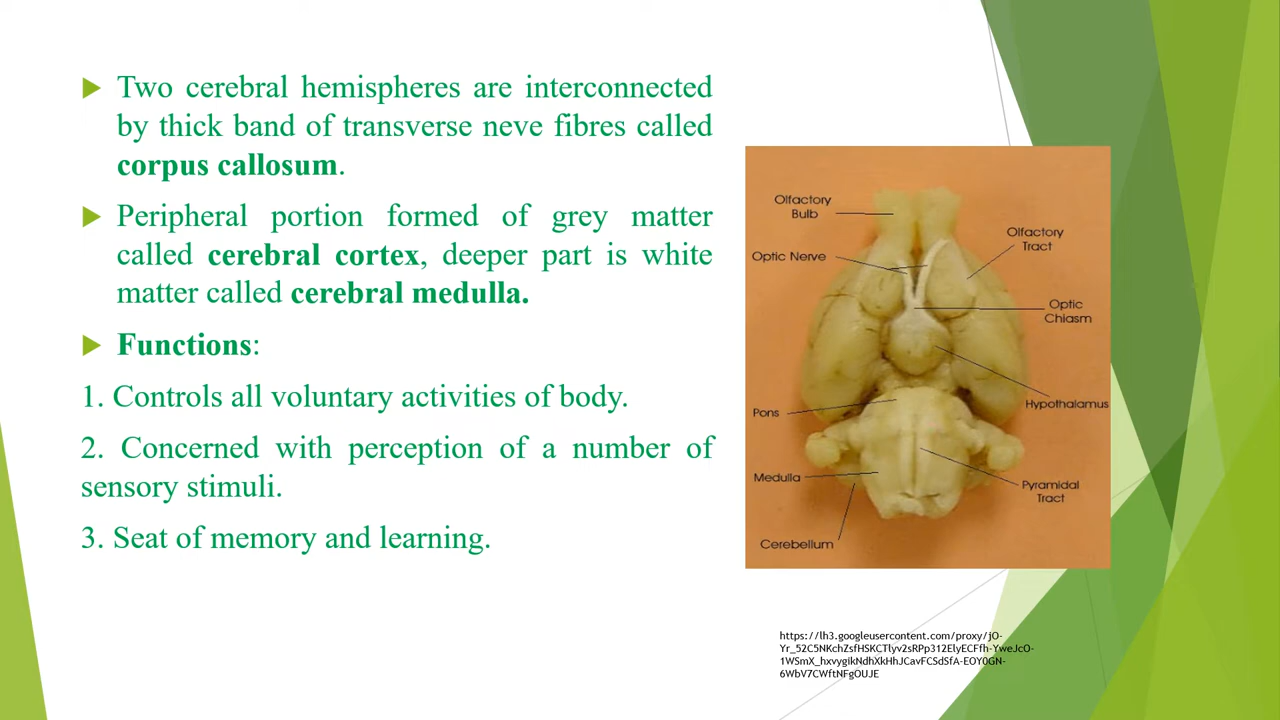 Two cerebral hemispheres are interconnected
by thick band of transverse neve fibres called
corpus callosum.
Peripheral portion formed of grey matter
called cerebral cortex, deeper part is white
matter called cerebral medulla.
Functions:
1. Controls all voluntary activities of body.
2. Concerned with perception of a number of
sensory stimuli.
3. Seat of memory and learning.
Olfactory
Bulb
Olfactory
Tract
Optic Nerve
Optic
Chiasm
Hypothalamus
Pons
Medulla
Pyramidal
Tract
Cerebellum
https://lh3.googleusercontent.com/proxy/jO-
Yr_52C5NKchZsfHSKCTlyv2sRPp312ElyECFfh-YweJcO-
1WSmX_hxvygikNdhXkHhJCavFCSdSfA-EOY0GN-
6WbV7CWftNFgOUJE